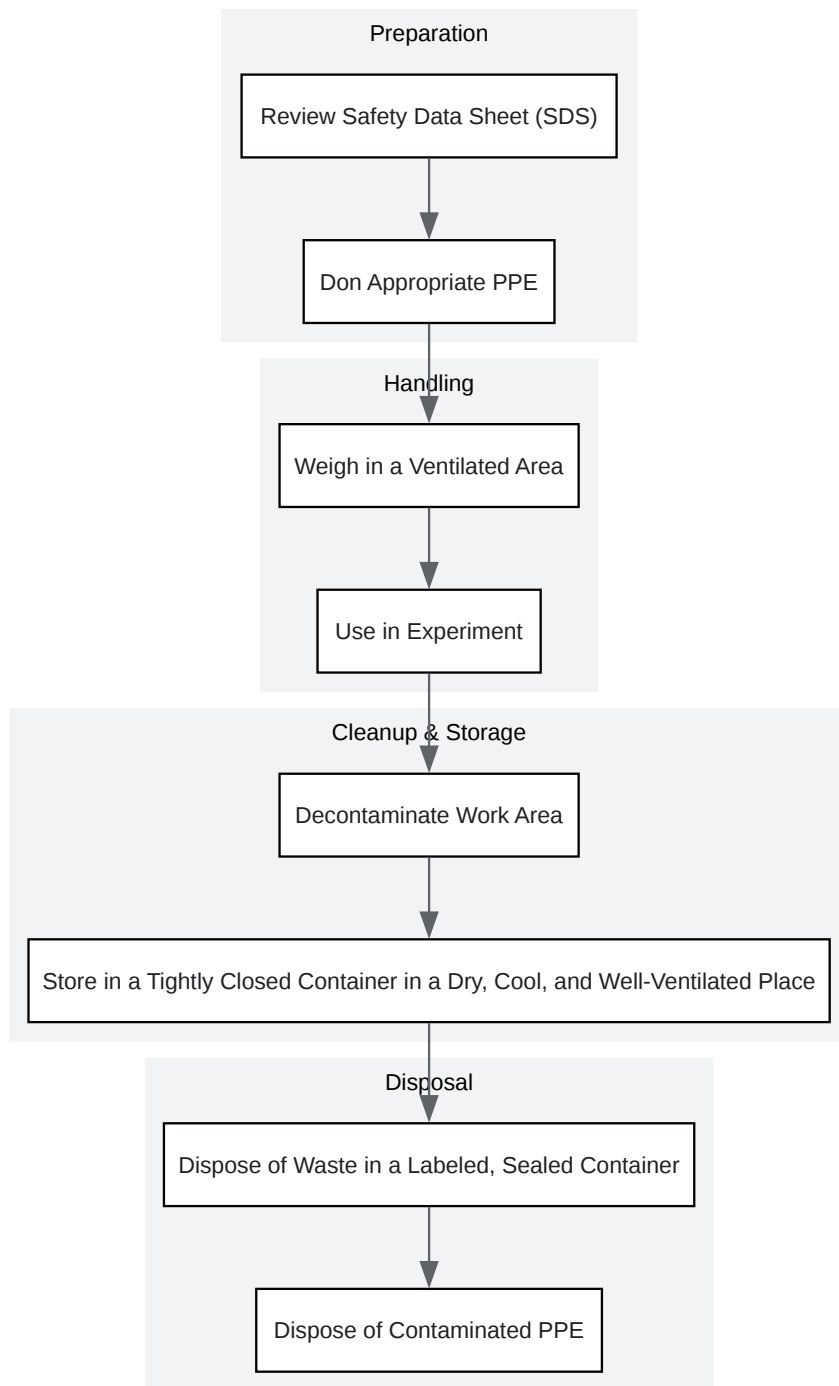 Preparation
Review Safety Data Sheet (SDS)
Don Appropriate PPE
Handling
Weigh in a Ventilated Area
Use in Experiment
Cleanup & Storage
Decontaminate Work Area
Store in a Tightly Closed Container in a Dry, Cool, and Well-Ventilated Place
Disposal
Dispose of Waste in a Labeled, Sealed Container
Dispose of Contaminated PPE